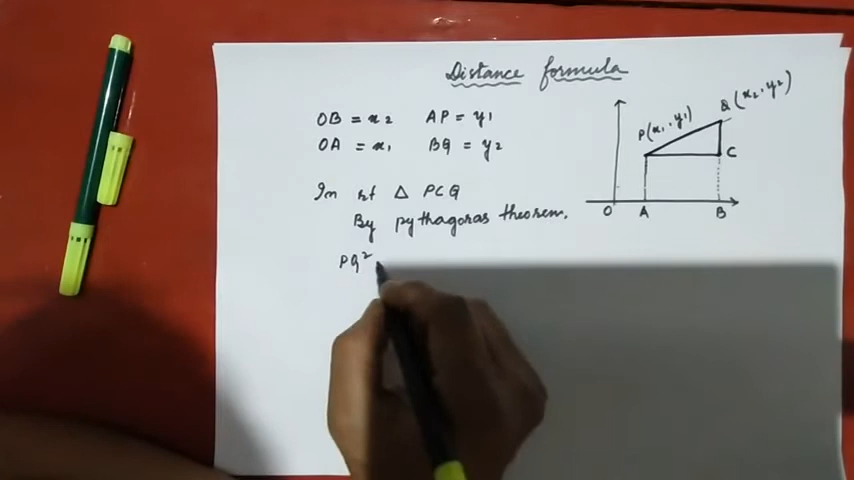 Distance formula
OB = x2 AP = y1
OA = x1 BQ = y2
In rt △ PCQ
By pythagoras theorem.
PQ²
Q(x2, y2)
P(x1, y1)
C
O A B